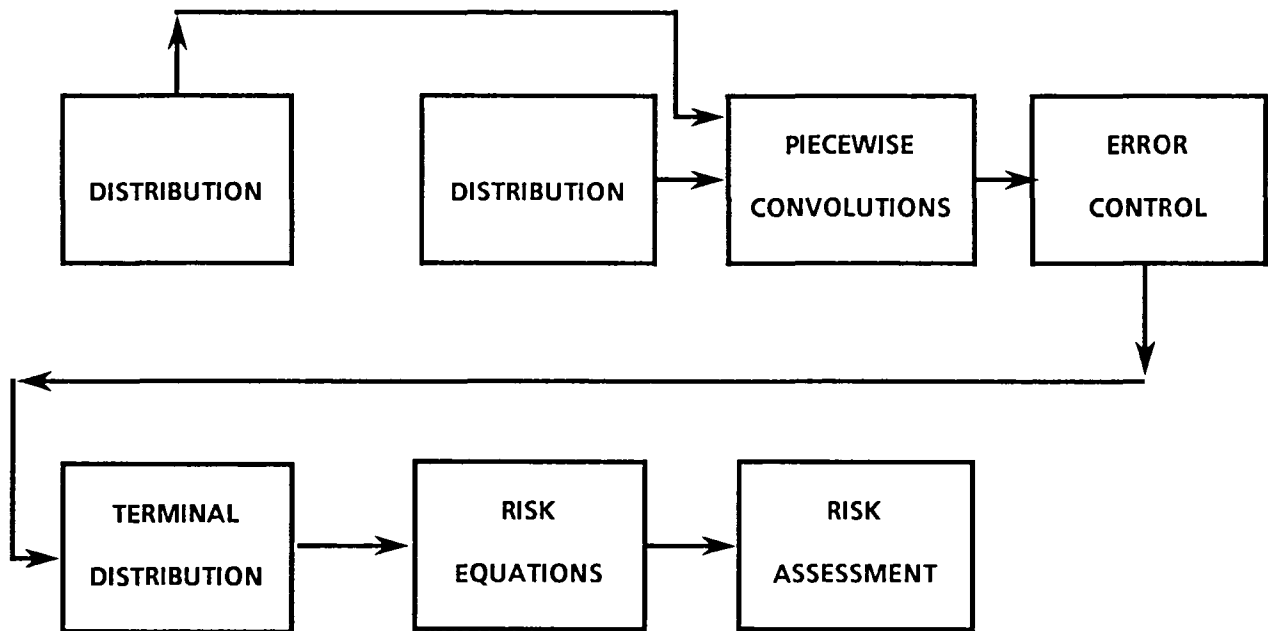 DISTRIBUTION
DISTRIBUTION
PIECEWISE
CONVOLUTIONS
ERROR
CONTROL
TERMINAL
DISTRIBUTION
RISK
EQUATIONS
RISK
ASSESSMENT